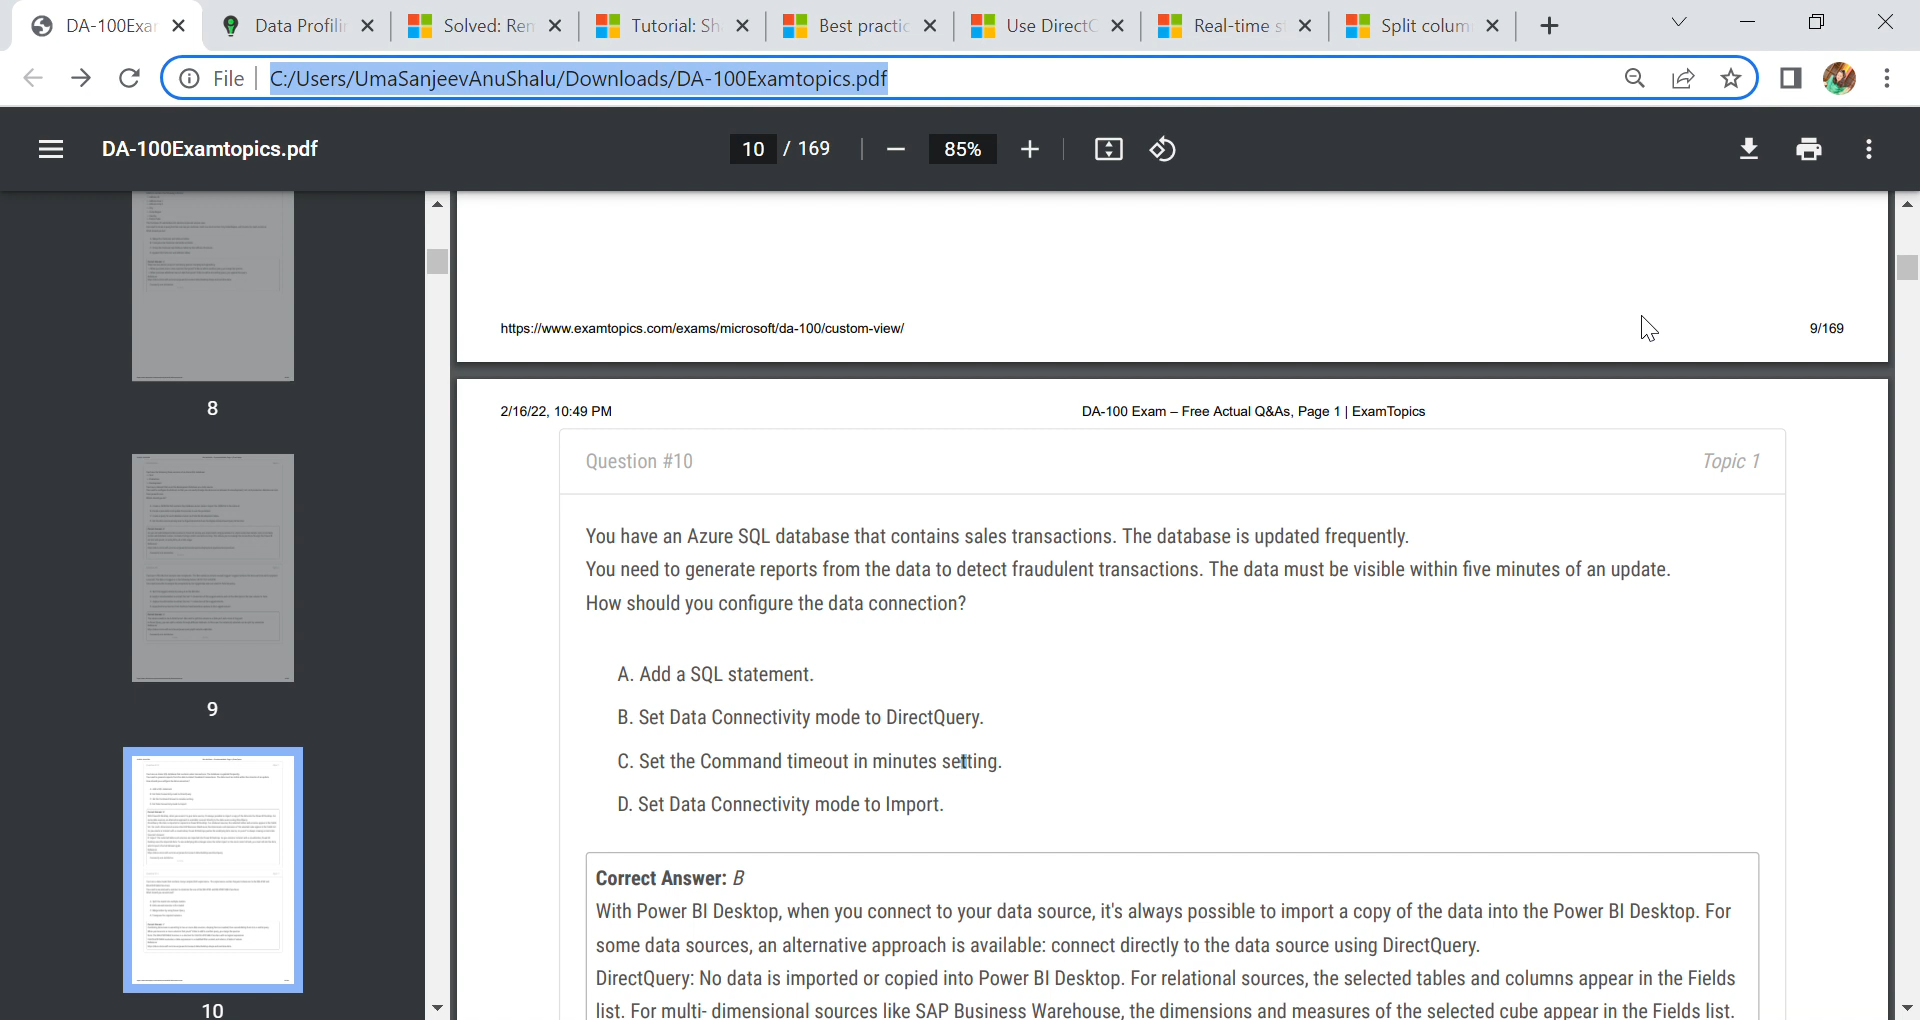 DA-100Exar
Data Profilin
Solved: Ren
Tutorial: Sh
Best practic
Use DirectC
Real-time s
Split colum
File
C:/Users/UmaSanjeevAnuShalu/Downloads/DA-100Examtopics.pdf
DA-100Examtopics.pdf
10 / 169
85%
8
9
10
https://www.examtopics.com/exams/microsoft/da-100/custom-view/
9/169
2/16/22, 10:49 PM
DA-100 Exam – Free Actual Q&As, Page 1 | ExamTopics
Question #10
Topic 1
You have an Azure SQL database that contains sales transactions. The database is updated frequently.
You need to generate reports from the data to detect fraudulent transactions. The data must be visible within five minutes of an update.
How should you configure the data connection?
A. Add a SQL statement.
B. Set Data Connectivity mode to DirectQuery.
C. Set the Command timeout in minutes setting.
D. Set Data Connectivity mode to Import.
Correct Answer: B
With Power BI Desktop, when you connect to your data source, it's always possible to import a copy of the data into the Power BI Desktop. For
some data sources, an alternative approach is available: connect directly to the data source using DirectQuery.
DirectQuery: No data is imported or copied into Power BI Desktop. For relational sources, the selected tables and columns appear in the Fields
list. For multi- dimensional sources like SAP Business Warehouse, the dimensions and measures of the selected cube appear in the Fields list.